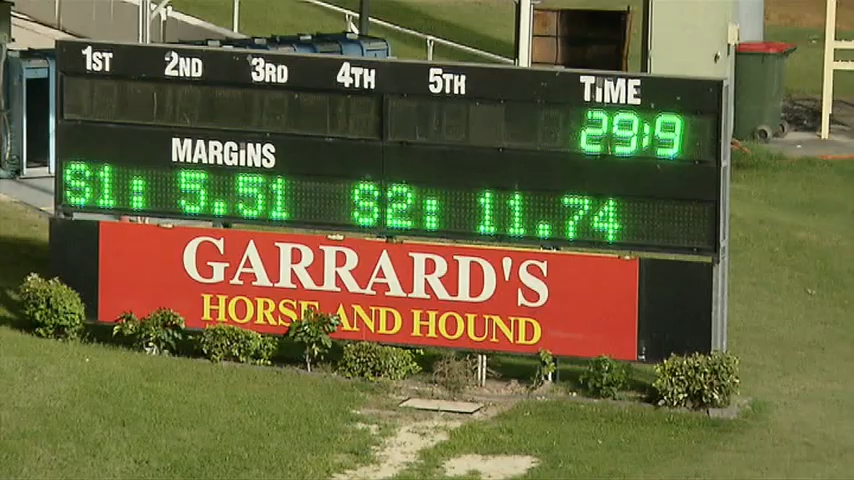 1ST 2ND 3RD 4TH 5TH TIME
29:9
MARGINS
S1: 5.51 S2: 11.74
GARRARD'S
HORSE AND HOUND